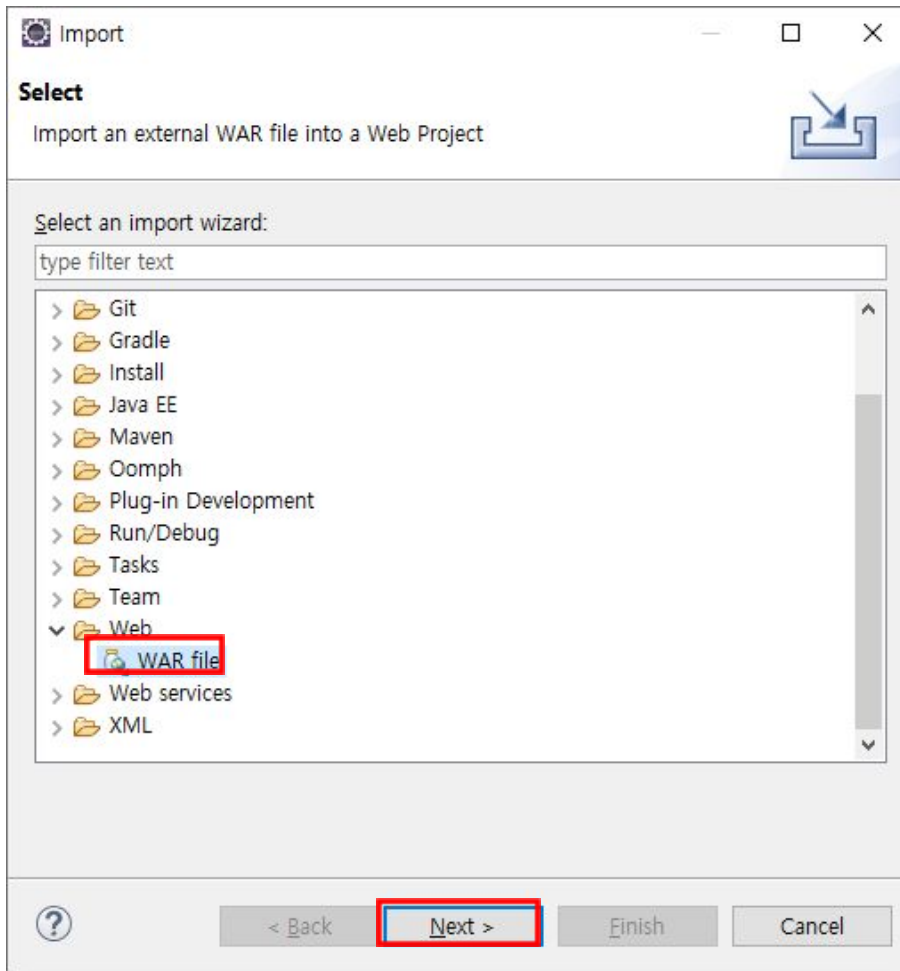 Import
Select
Import an external WAR file into a Web Project
Select an import wizard:
type filter text
Git
Gradle
Install
Java EE
Maven
Oomph
Plug-in Development
Run/Debug
Tasks
Team
Web
WAR file
Web services
XML
? < Back Next > Finish Cancel